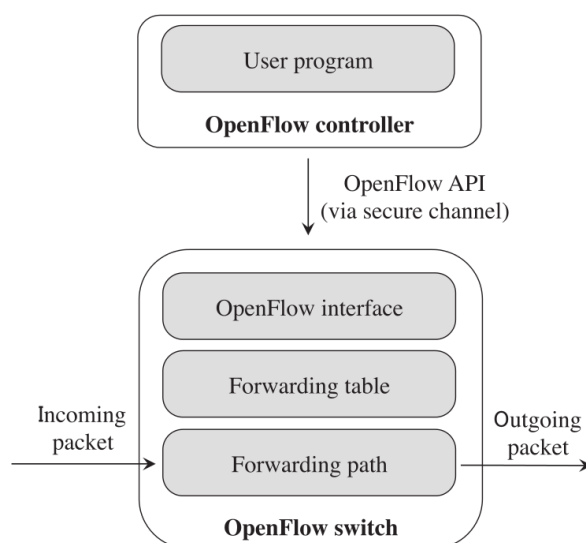 User program
OpenFlow controller
OpenFlow API
(via secure channel)
OpenFlow interface
Forwarding table
Incoming
packet
Forwarding path
Outgoing
packet
OpenFlow switch